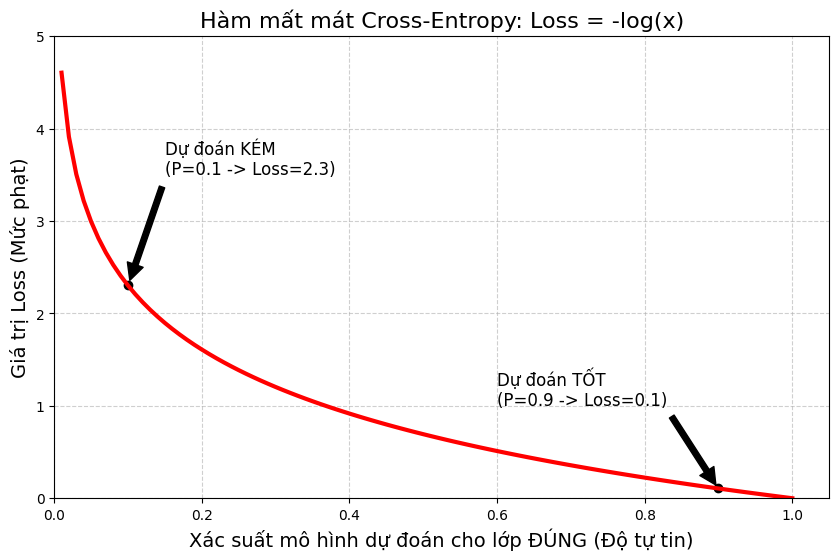 Hàm mất mát Cross-Entropy: Loss = -log(x)
5
4
3
2
1
0
Giá trị Loss (Mức phạt)
Dự đoán KÉM
(P=0.1 -> Loss=2.3)
Dự đoán TỐT
(P=0.9 -> Loss=0.1)
0.0 0.2 0.4 0.6 0.8 1.0
Xác suất mô hình dự đoán cho lớp ĐÚNG (Độ tự tin)